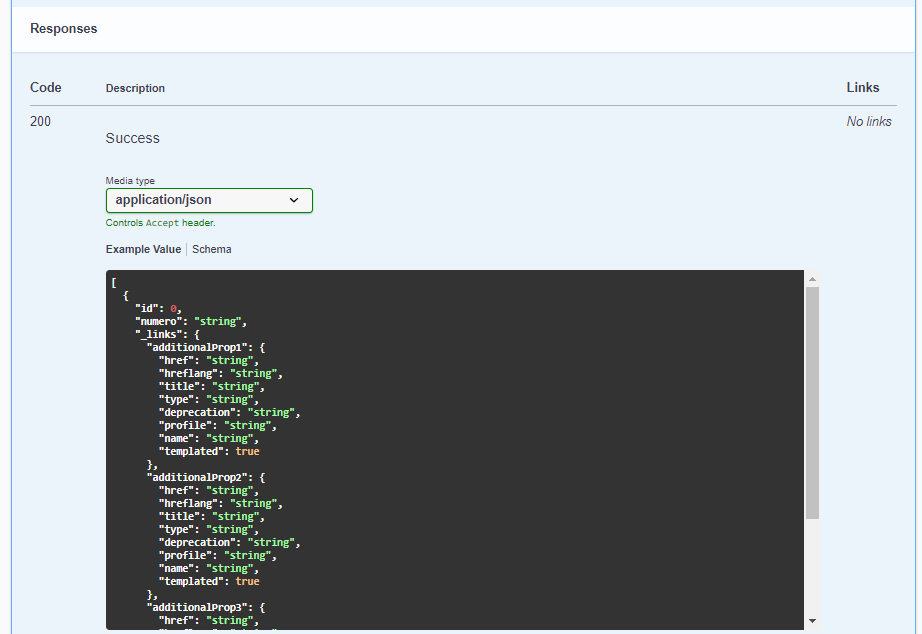 Responses
Code Description Links
200 No links
Success
Media type
application/json
Controls Accept header.
Example Value Schema
[
  {
    "id": 0,
    "numero": "string",
    "_links": {
      "additionalProp1": {
        "href": "string",
        "hreflang": "string",
        "title": "string",
        "type": "string",
        "deprecation": "string",
        "profile": "string",
        "name": "string",
        "templated": true
      },
      "additionalProp2": {
        "href": "string",
        "hreflang": "string",
        "title": "string",
        "type": "string",
        "deprecation": "string",
        "profile": "string",
        "name": "string",
        "templated": true
      },
      "additionalProp3": {
        "href": "string",